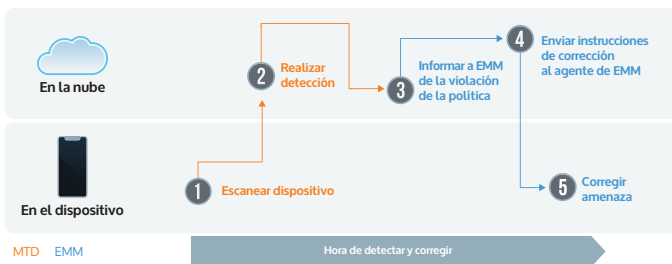 En la nube
2
Realizar
detección
3
Informar a EMM
de la violación
de la política
4
Enviar instrucciones
de corrección
al agente de EMM
En el dispositivo
1
Escanear dispositivo
5
Corregir
amenaza
MTD EMM
Hora de detectar y corregir